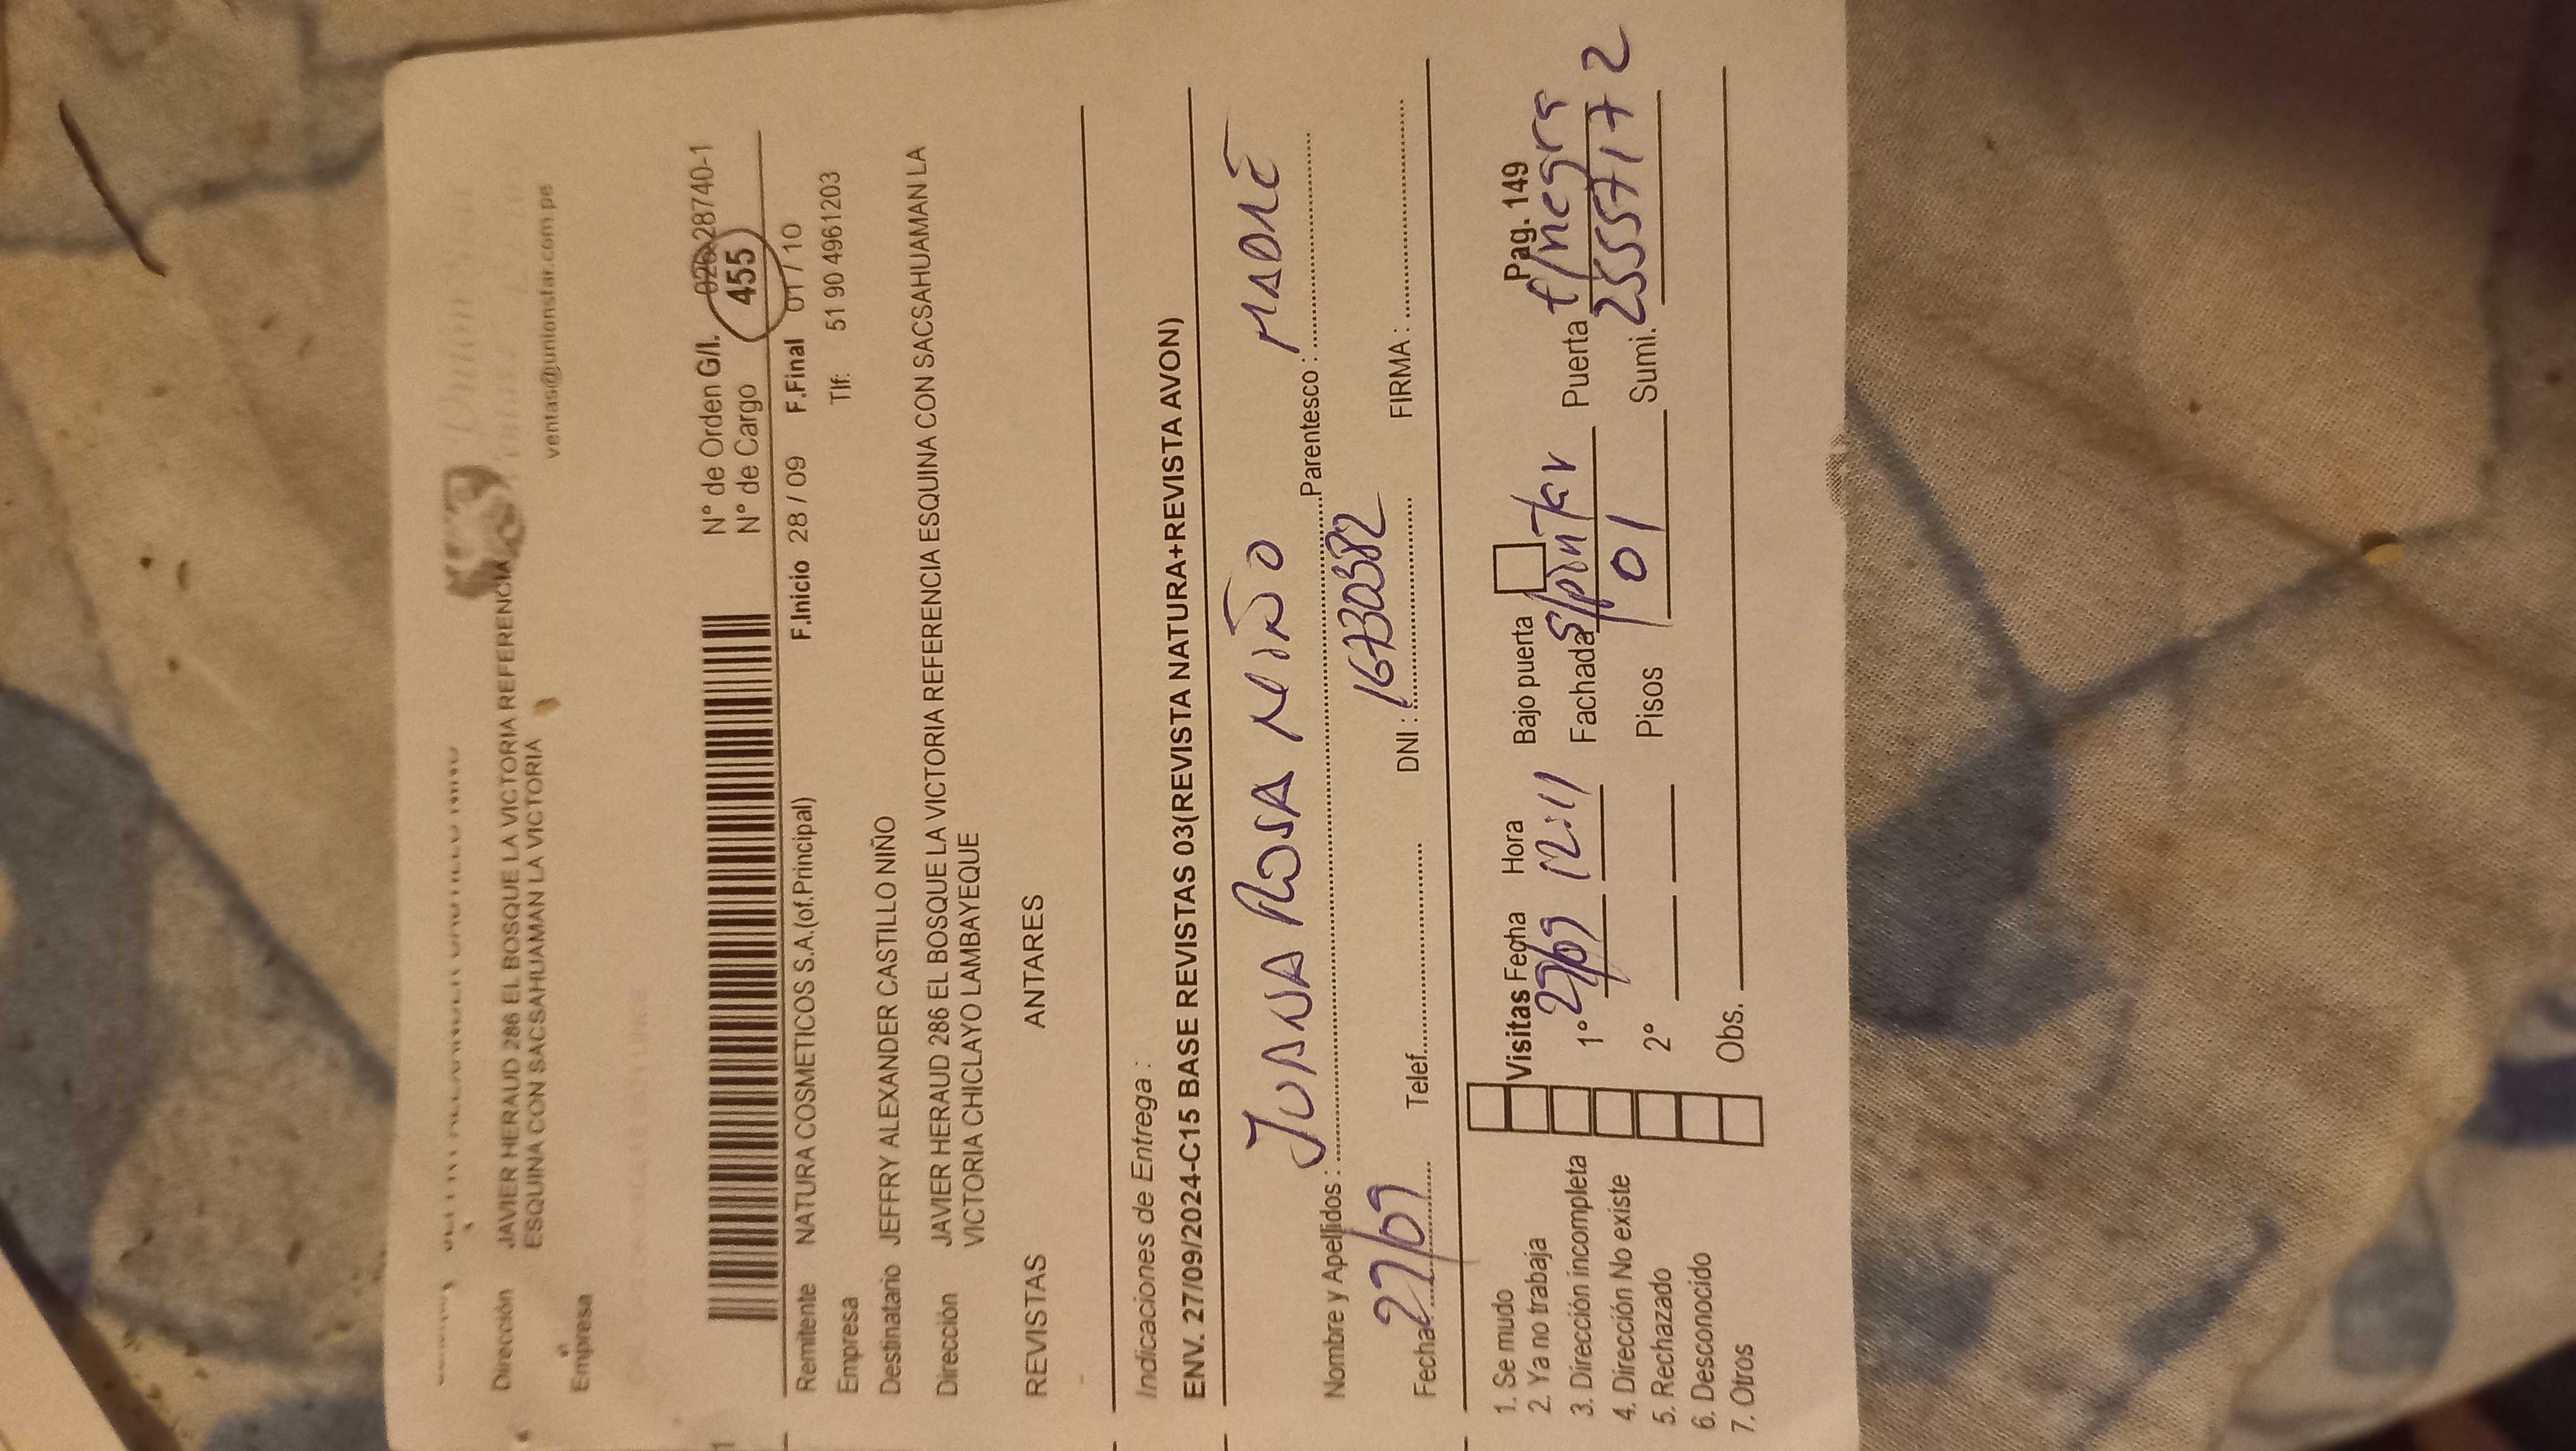 Dirección JAVIER HERAUD 286 EL BOSQUE LA VICTORIA REFERENCIA
ESQUINA CON SACSAHUAMAN LA VICTORIA
ventas@unionstar.com.pe
Empresa
N° de Orden G/I. 28740-1
N° de Cargo 455
F.Inicio 28 / 09 F.Final 01 / 10
Remitente NATURA COSMETICOS S.A.(of.Principal)
Tlf: 51 90 4961203
Empresa
Destinatario JEFFRY ALEXANDER CASTILLO NIÑO
Dirección JAVIER HERAUD 286 EL BOSQUE LA VICTORIA REFERENCIA ESQUINA CON SACSAHUAMAN LA
VICTORIA CHICLAYO LAMBAYEQUE
REVISTAS ANTARES
Indicaciones de Entrega :
ENV. 27/09/2024-C15 BASE REVISTAS 03(REVISTA NATURA+REVISTA AVON)
Nombre y Apellidos : JUANA ROSA NIÑO Parentesco : MADRE
Fecha: 27/09 Telef. DNI : 16730582 FIRMA :
Pag. 149
1. Se mudo
2. Ya no trabaja
3. Dirección incompleta
4. Dirección No existe
5. Rechazado
6. Desconocido
7. Otros
Visitas Fecha Hora Bajo puerta
1° 27/09 12:11 Fachada S/pintar Puerta f/negra
2° Pisos 01 Sumi. 25557172
Obs.